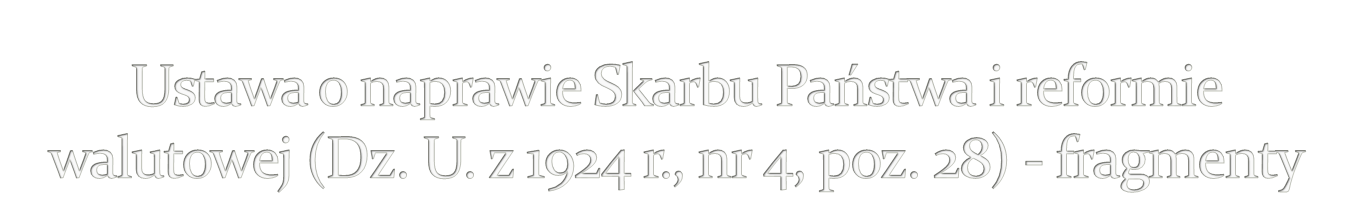 Ustawa o naprawie Skarbu Państwa i reformie
walutowej (Dz. U. z 1924 r., nr 4, poz. 28) - fragmenty